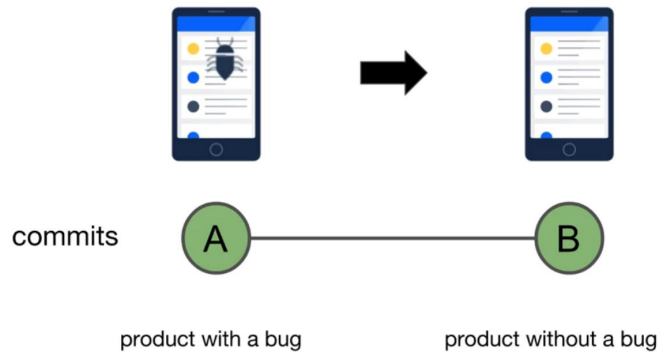 commits
A
B
product with a bug
product without a bug